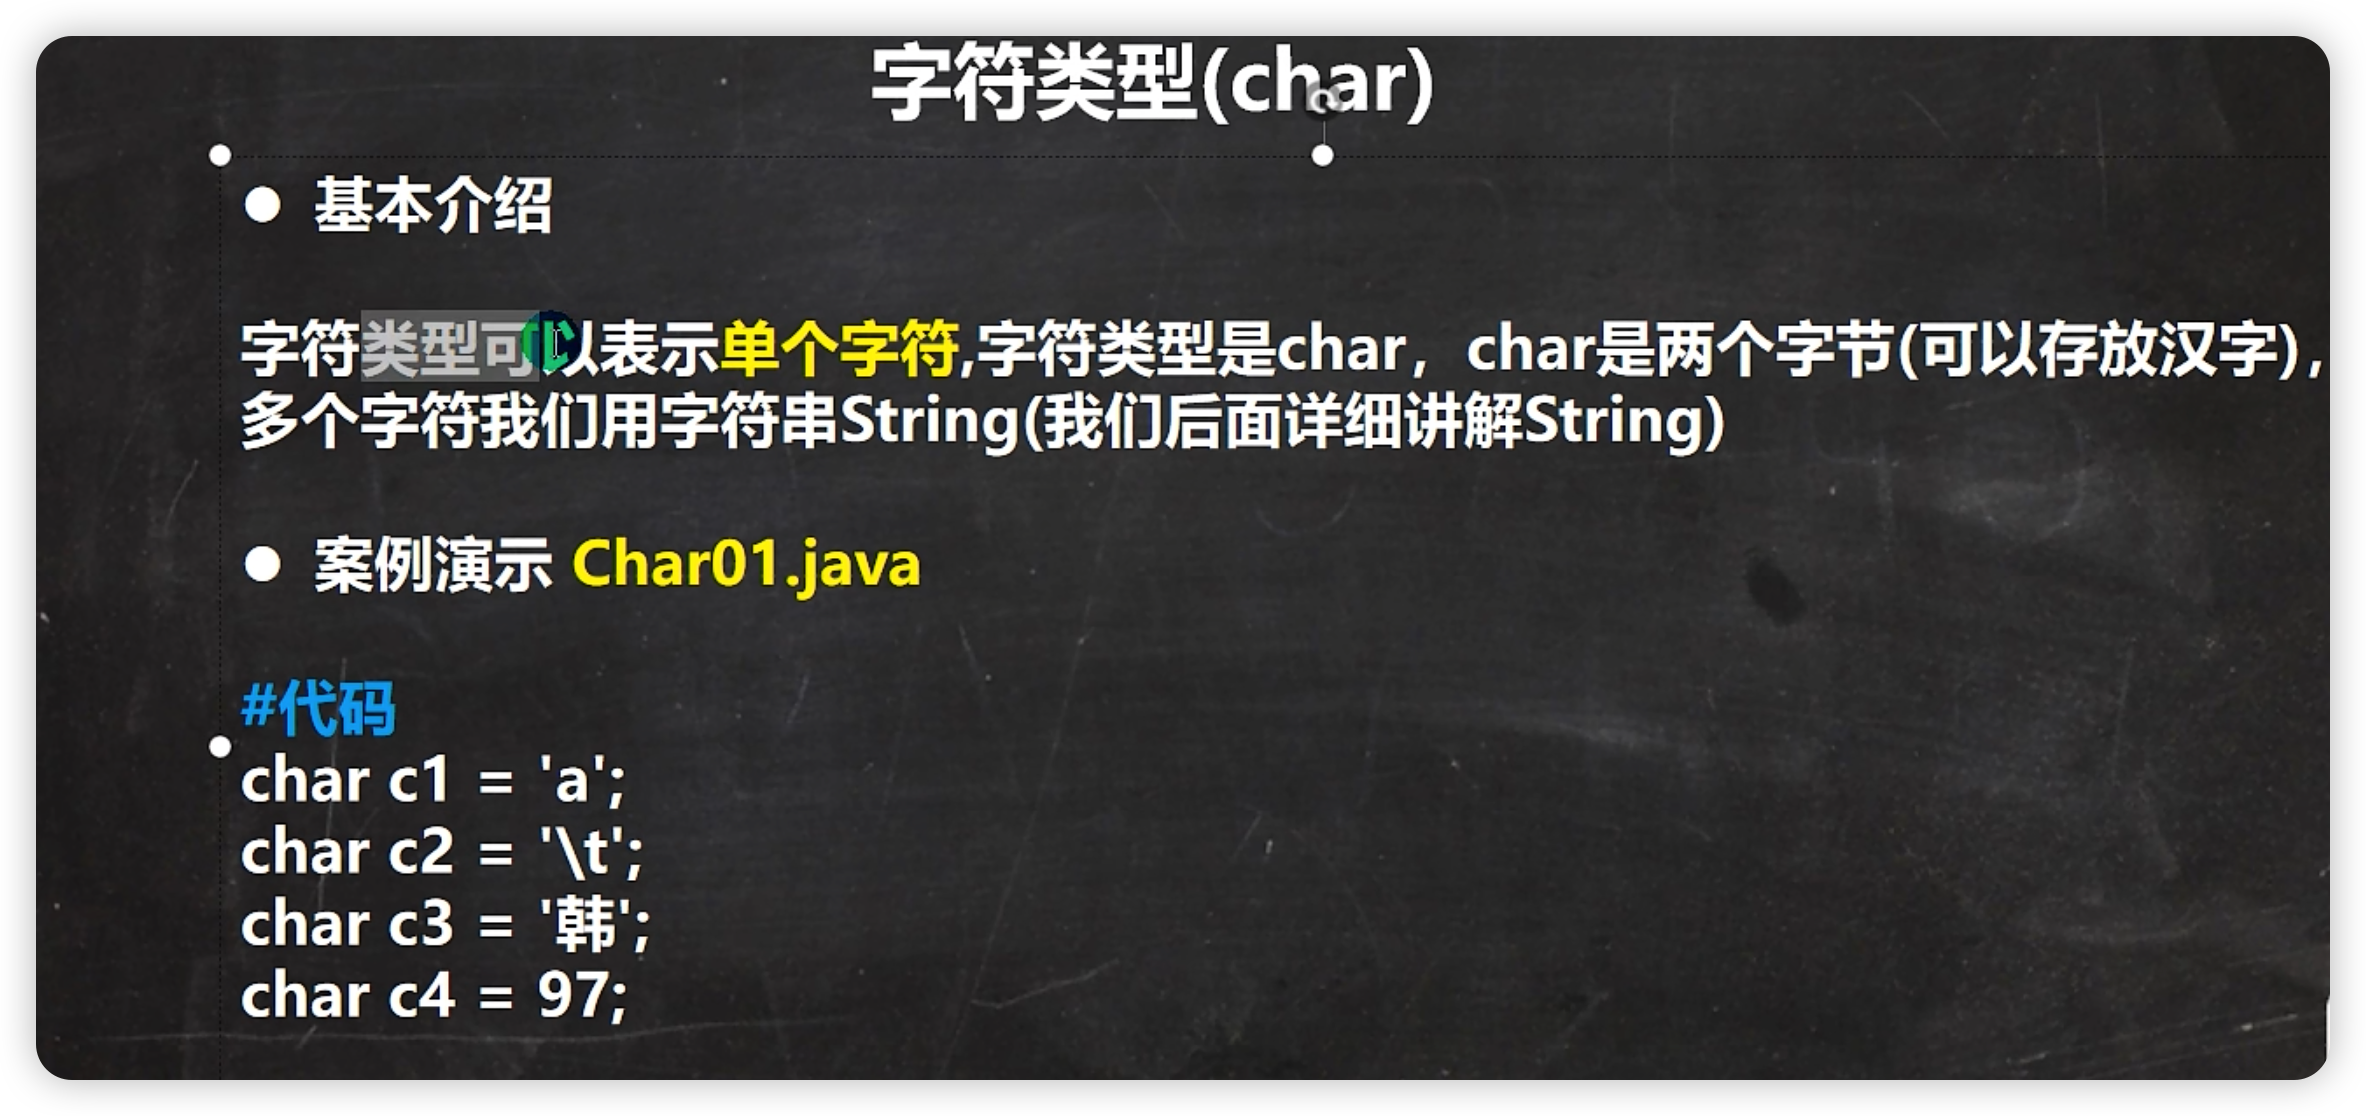 字符类型(char)
● 基本介绍
字符类型可以表示单个字符,字符类型是char，char是两个字节(可以存放汉字)，
多个字符我们用字符串String(我们后面详细讲解String)
● 案例演示 Char01.java
#代码
char c1 = 'a';
char c2 = '\t';
char c3 = '韩';
char c4 = 97;